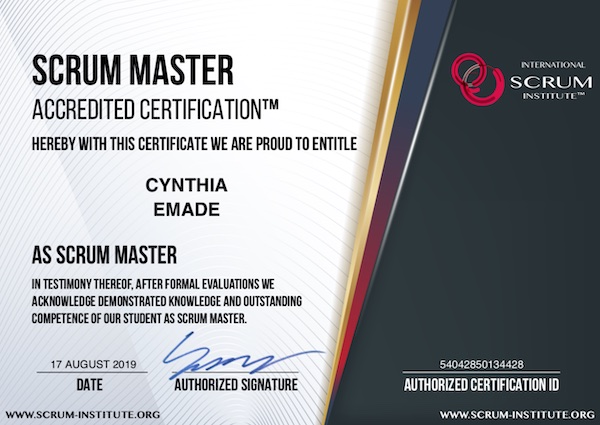 SCRUM MASTER
ACCREDITED CERTIFICATION™
HEREBY WITH THIS CERTIFICATE WE ARE PROUD TO ENTITLE
CYNTHIA
EMADE
AS SCRUM MASTER
IN TESTIMONY THEREOF, AFTER FORMAL EVALUATIONS WE
ACKNOWLEDGE DEMONSTRATED KNOWLEDGE AND OUTSTANDING
COMPETENCE OF OUR STUDENT AS SCRUM MASTER.
17 AUGUST 2019
DATE
AUTHORIZED SIGNATURE
WWW.SCRUM-INSTITUTE.ORG
INTERNATIONAL
SCRUM
INSTITUTE™
54042850134428
AUTHORIZED CERTIFICATION ID
WWW.SCRUM-INSTITUTE.ORG